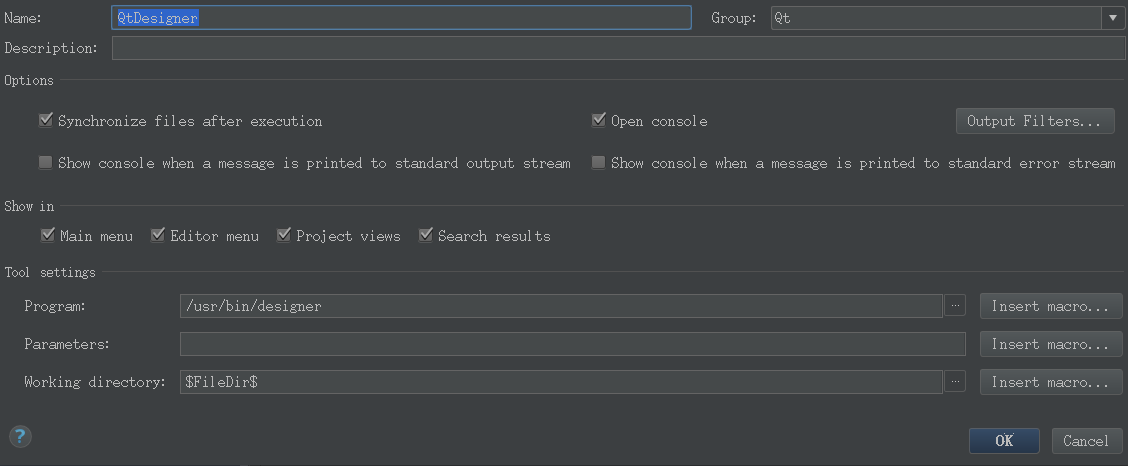 Name: QtDesigner Group: Qt
Description:
Options
Synchronize files after execution Open console Output Filters...
Show console when a message is printed to standard output stream Show console when a message is printed to standard error stream
Show in
Main menu Editor menu Project views Search results
Tool settings
Program: /usr/bin/designer ... Insert macro...
Parameters: Insert macro...
Working directory: $FileDir$ ... Insert macro...
? OK Cancel